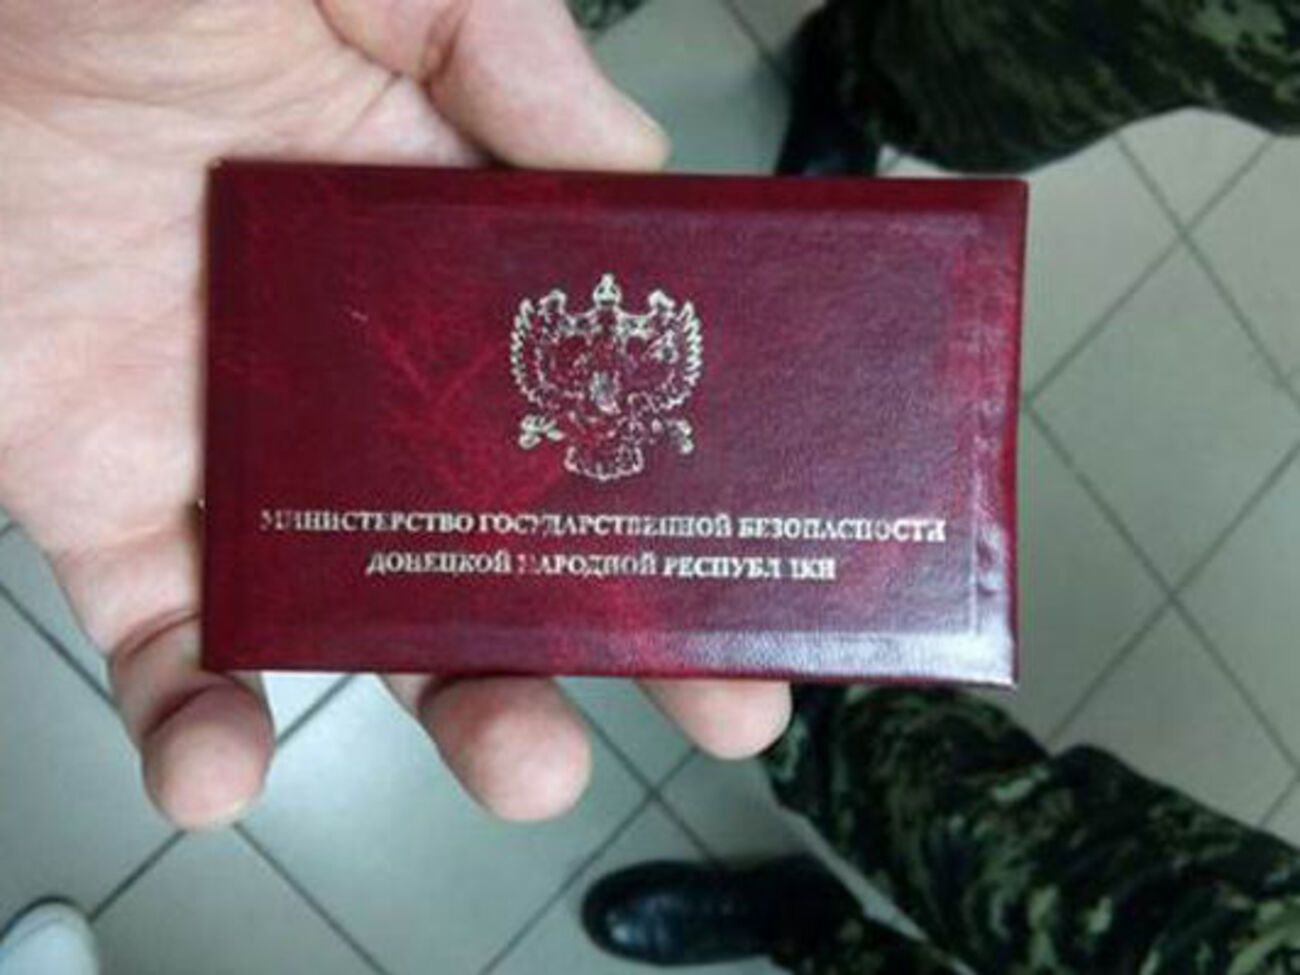 МИНИСТЕРСТВО ГОСУДАРСТВЕННОЙ БЕЗОПАСНОСТИ
ДОНЕЦКОЙ НАРОДНОЙ РЕСПУБЛИКИ